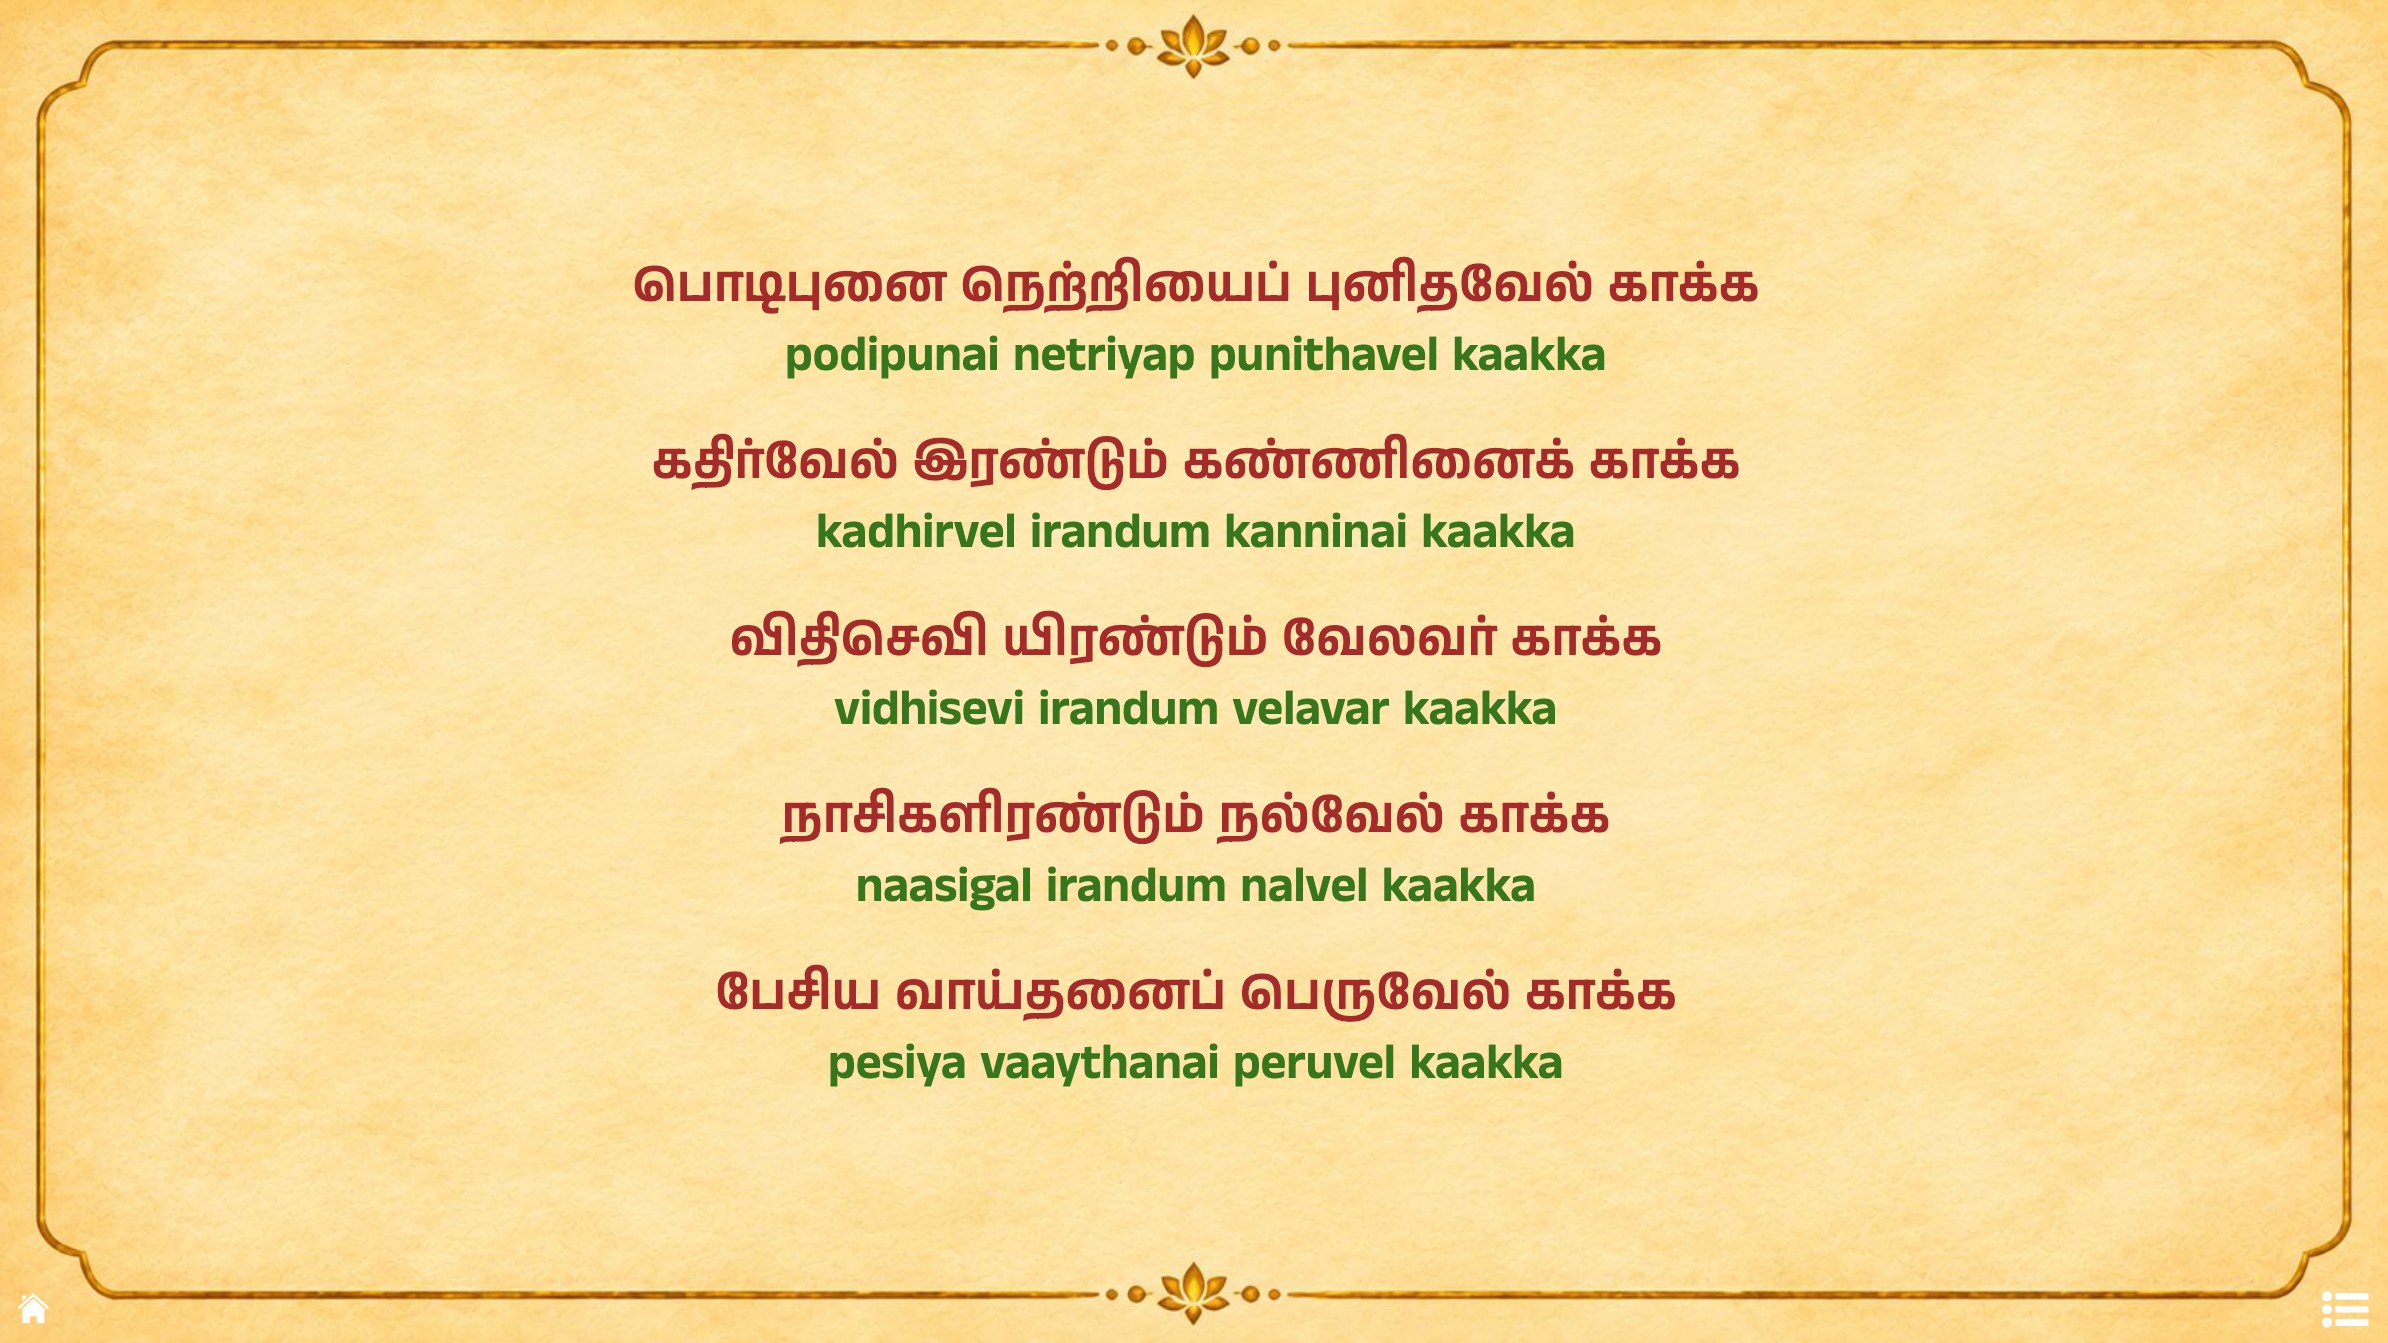 பொடிபுனை நெற்றியைப் புனிதவேல் காக்க
podipunai netriyap punithavel kaakka
கதிர்வேல் இரண்டும் கண்ணினைக் காக்க
kadhirvel irandum kanninai kaakka
விதிசெவி யிரண்டும் வேலவர் காக்க
vidhisevi irandum velavar kaakka
நாசிகளிரண்டும் நல்வேல் காக்க
naasigal irandum nalvel kaakka
பேசிய வாய்தனைப் பெருவேல் காக்க
pesiya vaaythanai peruvel kaakka